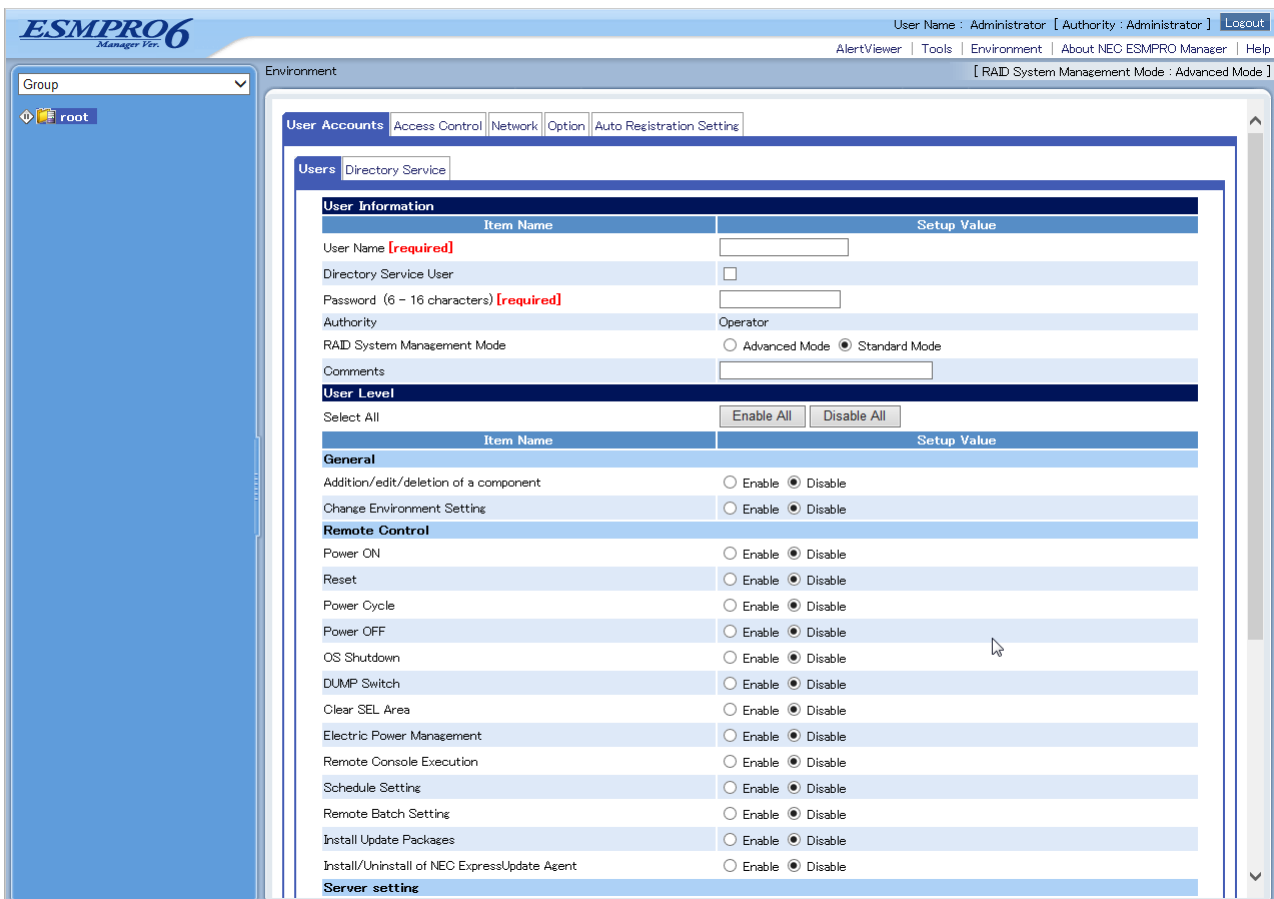 ESMPRO6
Manager Ver.
User Name : Administrator [ Authority : Administrator ] Logout
AlertViewer | Tools | Environment | About NEC ESMPRO Manager | Help
Group
Environment
[ RAID System Management Mode : Advanced Mode ]
root
User Accounts Access Control Network Option Auto Registration Setting
Users Directory Service
User Information
Item Name Setup Value
User Name [required]
Directory Service User
Password (6 - 16 characters) [required]
Authority Operator
RAID System Management Mode Advanced Mode Standard Mode
Comments
User Level
Select All Enable All Disable All
Item Name Setup Value
General
Addition/edit/deletion of a component Enable Disable
Change Environment Setting Enable Disable
Remote Control
Power ON Enable Disable
Reset Enable Disable
Power Cycle Enable Disable
Power OFF Enable Disable
OS Shutdown Enable Disable
DUMP Switch Enable Disable
Clear SEL Area Enable Disable
Electric Power Management Enable Disable
Remote Console Execution Enable Disable
Schedule Setting Enable Disable
Remote Batch Setting Enable Disable
Install Update Packages Enable Disable
Install/Uninstall of NEC ExpressUpdate Agent Enable Disable
Server setting